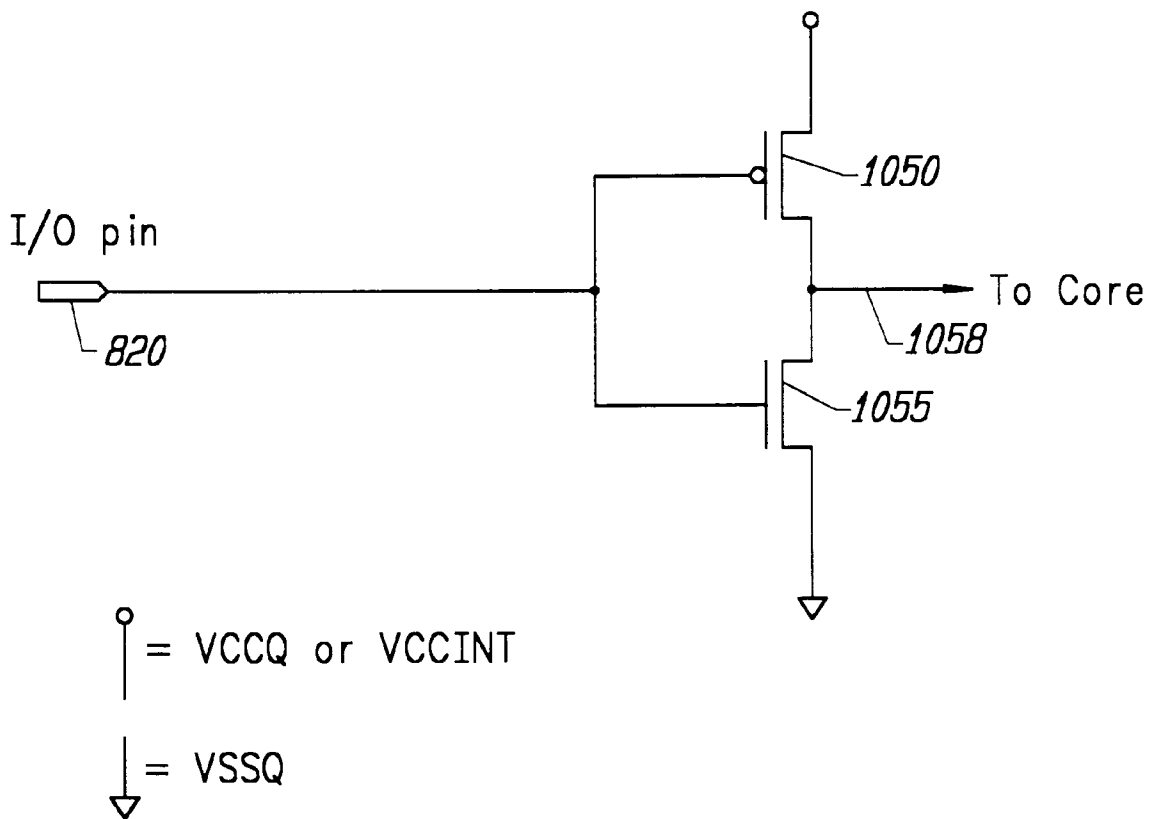 1050
I/O pin
To Core
820
1058
1055
= VCCQ or VCCINT
= VSSQ